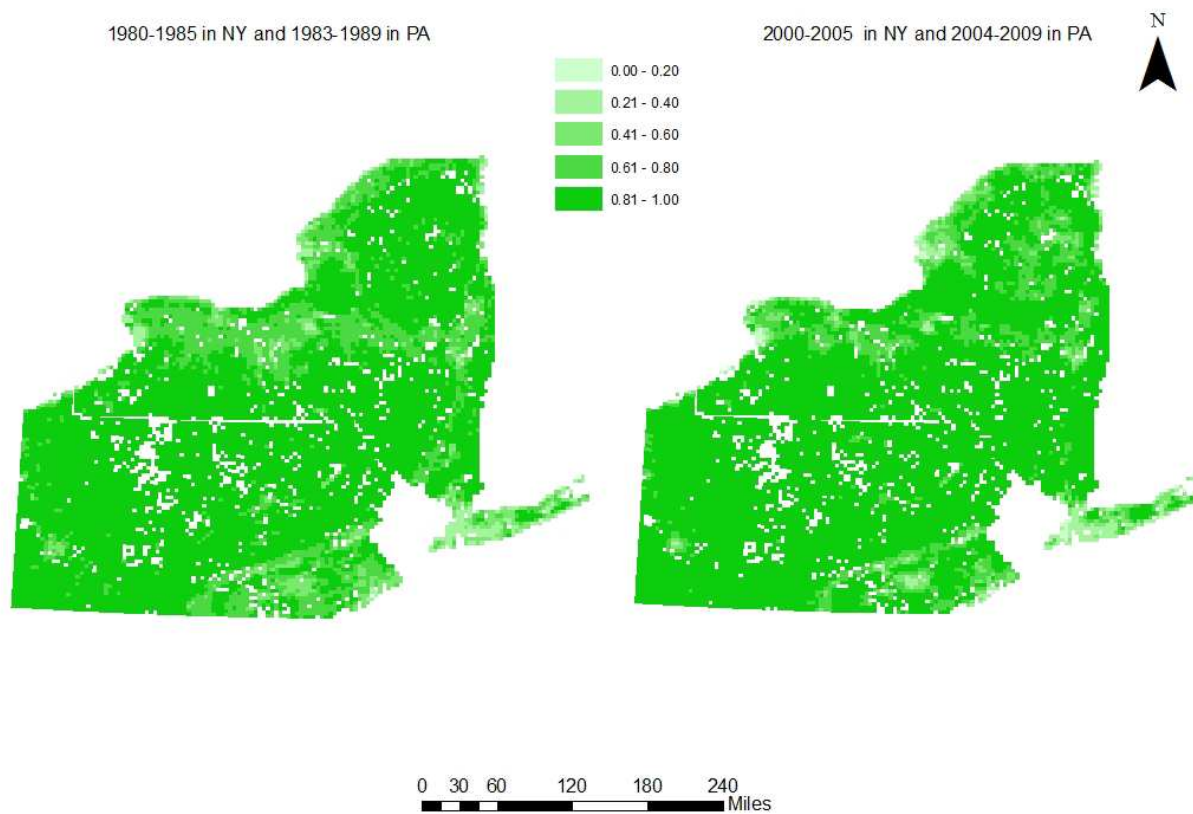 1980-1985 in NY and 1983-1989 in PA
2000-2005 in NY and 2004-2009 in PA
N
0.00 - 0.20
0.21 - 0.40
0.41 - 0.60
0.61 - 0.80
0.81 - 1.00
0 30 60 120 180 240
Miles